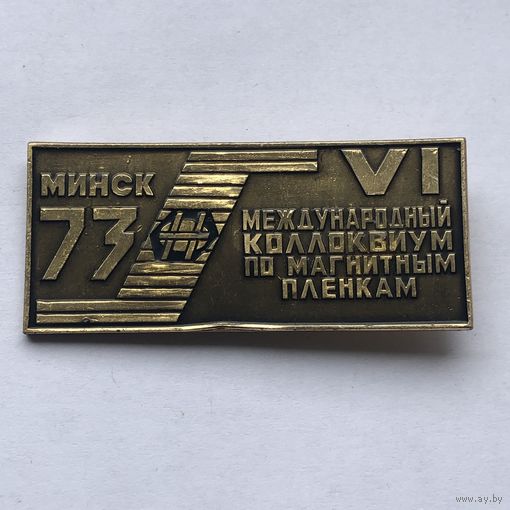 МИНСК
73
VI
МЕЖДУНАРОДНЫЙ
КОЛЛОКВИУМ
ПО МАГНИТНЫМ
ПЛЕНКАМ
www.ay.by